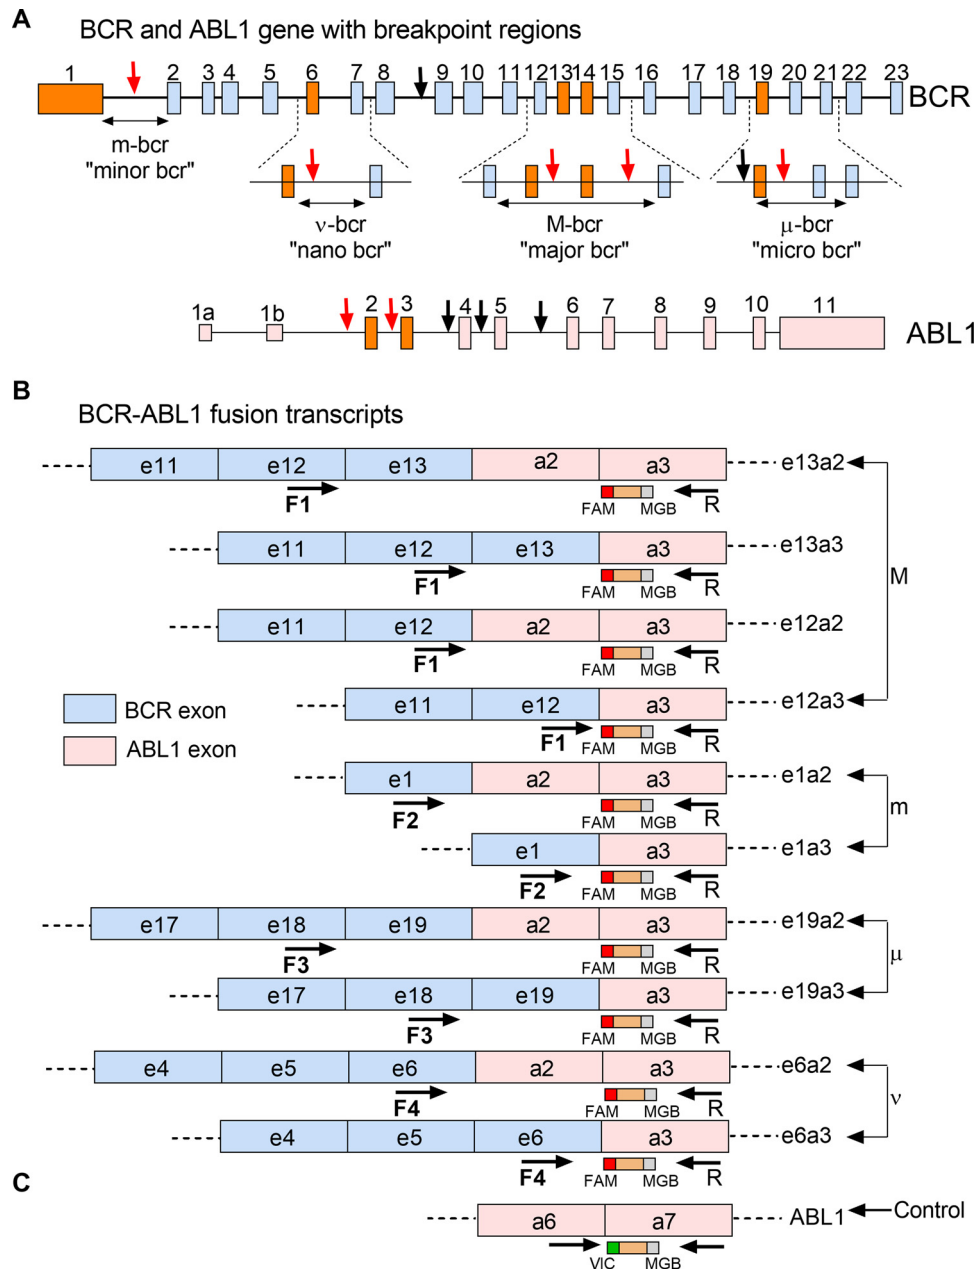 A
BCR and ABL1 gene with breakpoint regions
1 2 3 4 5 6 7 8 9 10 11 12 13 14 15 16 17 18 19 20 21 22 23
BCR
m-bcr
"minor bcr"
ν-bcr
"nano bcr"
M-bcr
"major bcr"
μ-bcr
"micro bcr"
1a 1b 2 3 4 5 6 7 8 9 10 11
ABL1
B
BCR-ABL1 fusion transcripts
e11 e12 e13 a2 a3 e13a2
F1 FAM MGB R
e11 e12 e13 a3 e13a3
F1 FAM MGB R
M
e11 e12 a2 a3 e12a2
F1 FAM MGB R
e11 e12 a3 e12a3
F1 FAM MGB R
BCR exon
ABL1 exon
e1 a2 a3 e1a2
F2 FAM MGB R
m
e1 a3 e1a3
F2 FAM MGB R
e17 e18 e19 a2 a3 e19a2
F3 FAM MGB R
μ
e17 e18 e19 a3 e19a3
F3 FAM MGB R
e4 e5 e6 a2 a3 e6a2
F4 FAM MGB R
ν
e4 e5 e6 a3 e6a3
F4 FAM MGB R
C
a6 a7 ABL1 Control
VIC MGB